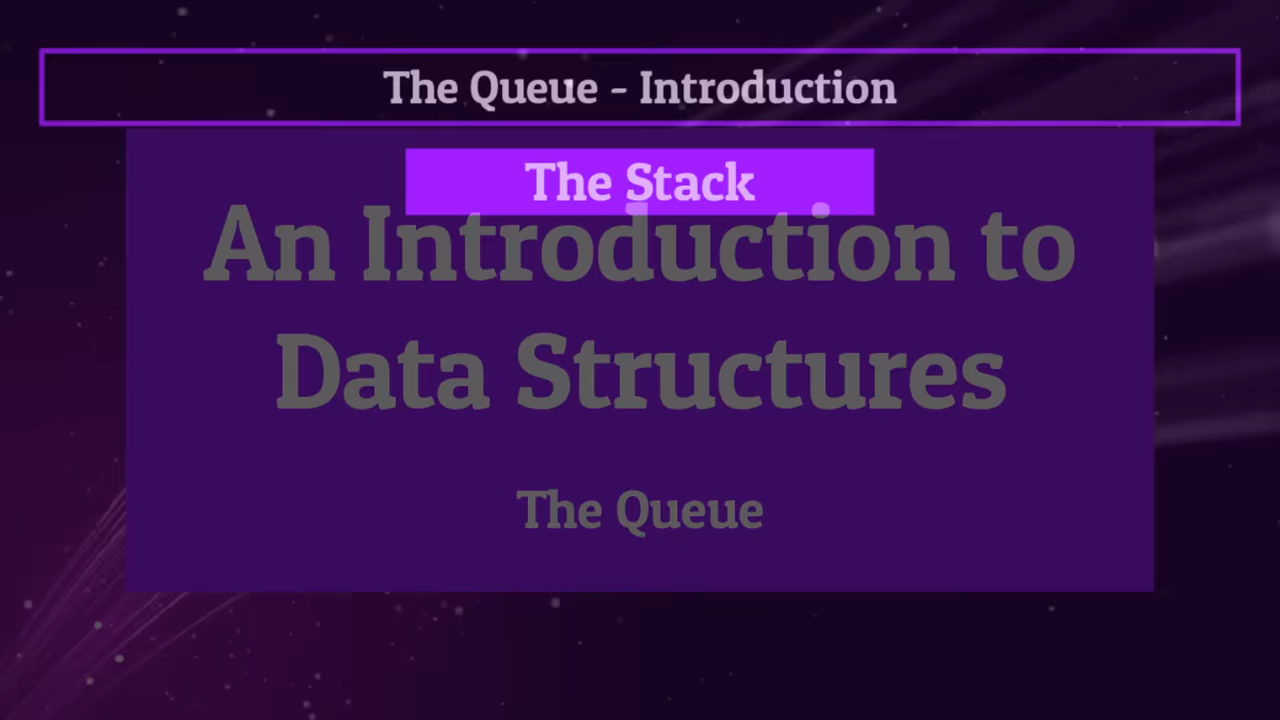 The Queue - Introduction
The Stack
An Introduction to
Data Structures
The Queue